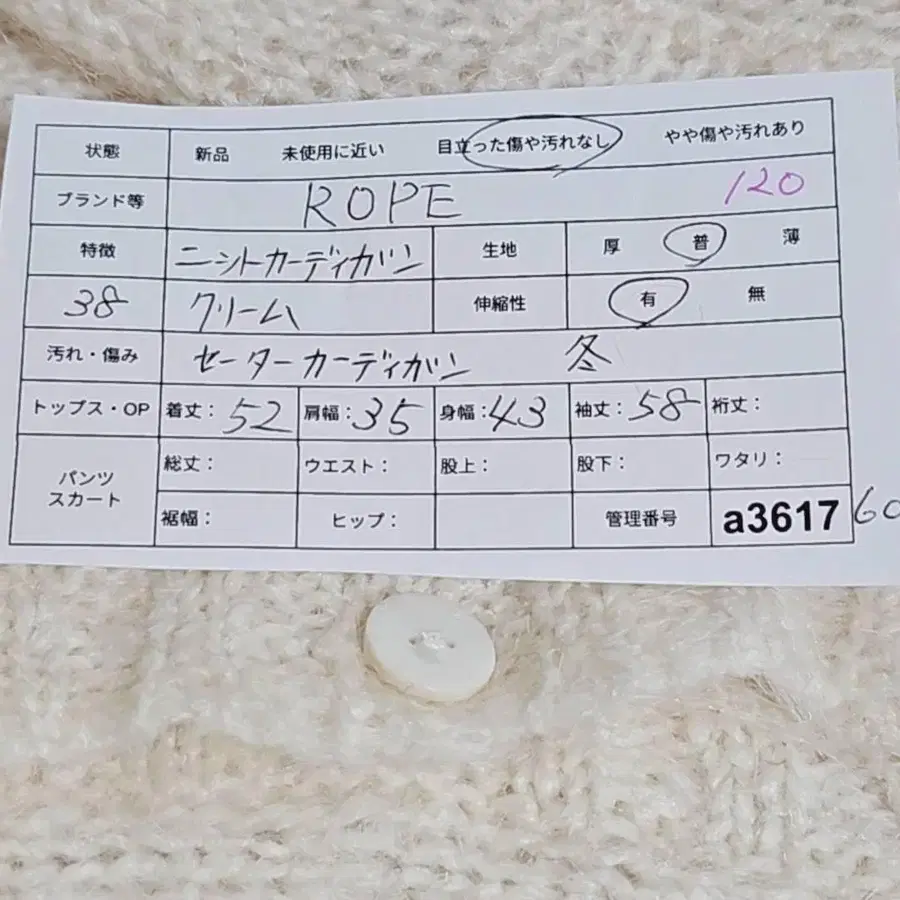 状態 新品 未使用に近い 目立った傷や汚れなし やや傷や汚れあり
ブランド等 ROPE 120
特徴 ニットカーディガン 生地 厚 普 薄
38 クリーム 伸縮性 有 無
汚れ・傷み セーターカーディガン 冬
トップス・OP 着丈: 52 肩幅: 35 身幅: 43 袖丈: 58 裄丈:
パンツ
スカート
総丈: ウエスト: 股上: 股下: ワタリ:
裾幅: ヒップ: 管理番号 a3617 60